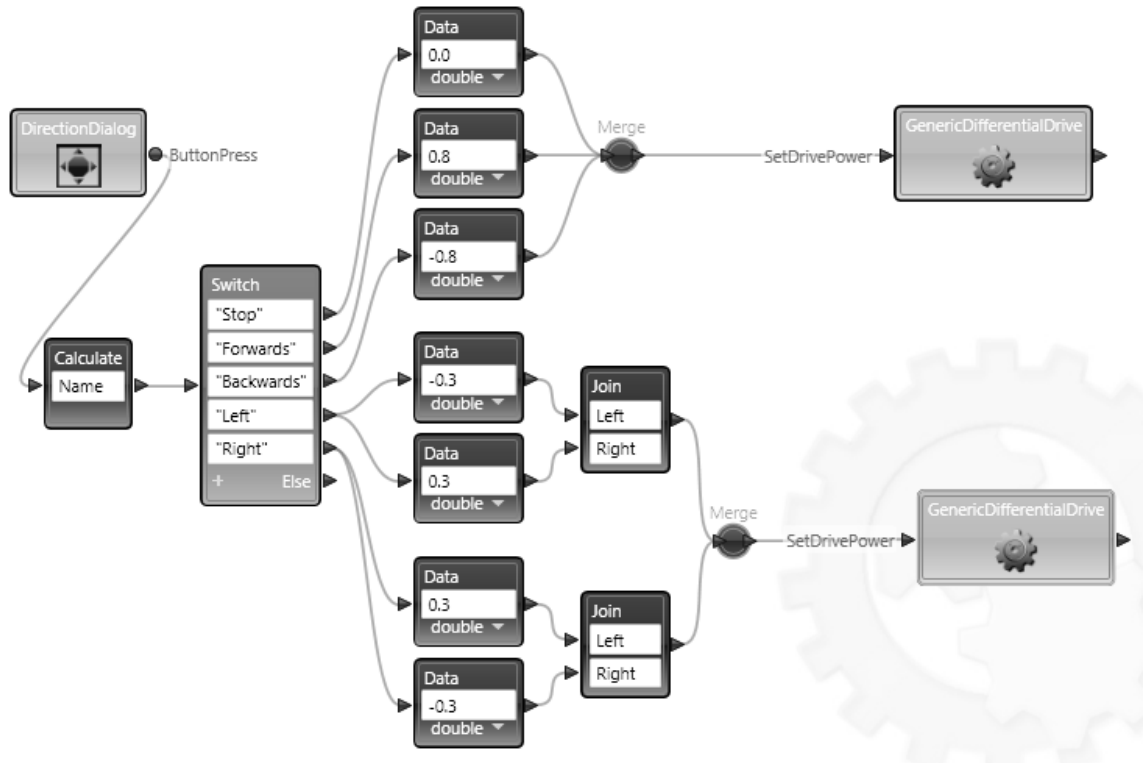 Data
0.0
double
DirectionDialog
ButtonPress
Data
0.8
double
Merge
SetDrivePower
GenericDifferentialDrive
Data
-0.8
double
Calculate
Name
Switch
"Stop"
"Forwards"
"Backwards"
"Left"
"Right"
+ Else
Data
-0.3
double
Data
0.3
double
Join
Left
Right
Merge
SetDrivePower
GenericDifferentialDrive
Data
0.3
double
Data
-0.3
double
Join
Left
Right